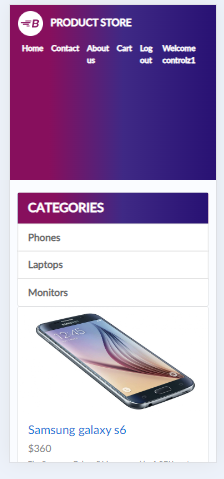 B PRODUCT STORE
Home Contact About us Cart Log out Welcome controlz1
CATEGORIES
Phones
Laptops
Monitors
SAMSUNG
Samsung galaxy s6
$360